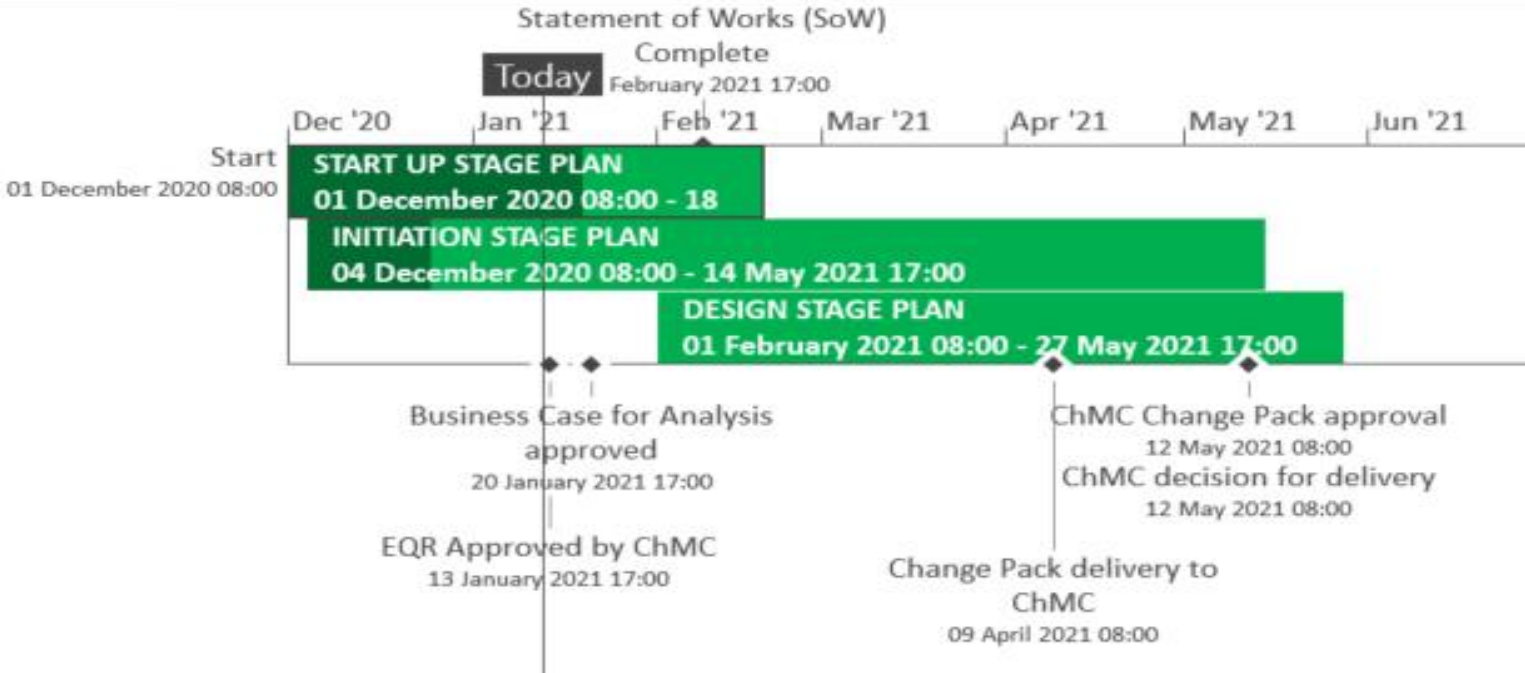 Statement of Works (SoW)
Complete
February 2021 17:00
Today
Dec '20
Jan '21
Feb '21
Mar '21
Apr '21
May '21
Jun '21
Start
01 December 2020 08:00
START UP STAGE PLAN
01 December 2020 08:00 - 18
INITIATION STAGE PLAN
04 December 2020 08:00 - 14 May 2021 17:00
DESIGN STAGE PLAN
01 February 2021 08:00 - 27 May 2021 17:00
Business Case for Analysis
approved
20 January 2021 17:00
EQR Approved by ChMC
13 January 2021 17:00
ChMC Change Pack approval
12 May 2021 08:00
ChMC decision for delivery
12 May 2021 08:00
Change Pack delivery to
ChMC
09 April 2021 08:00